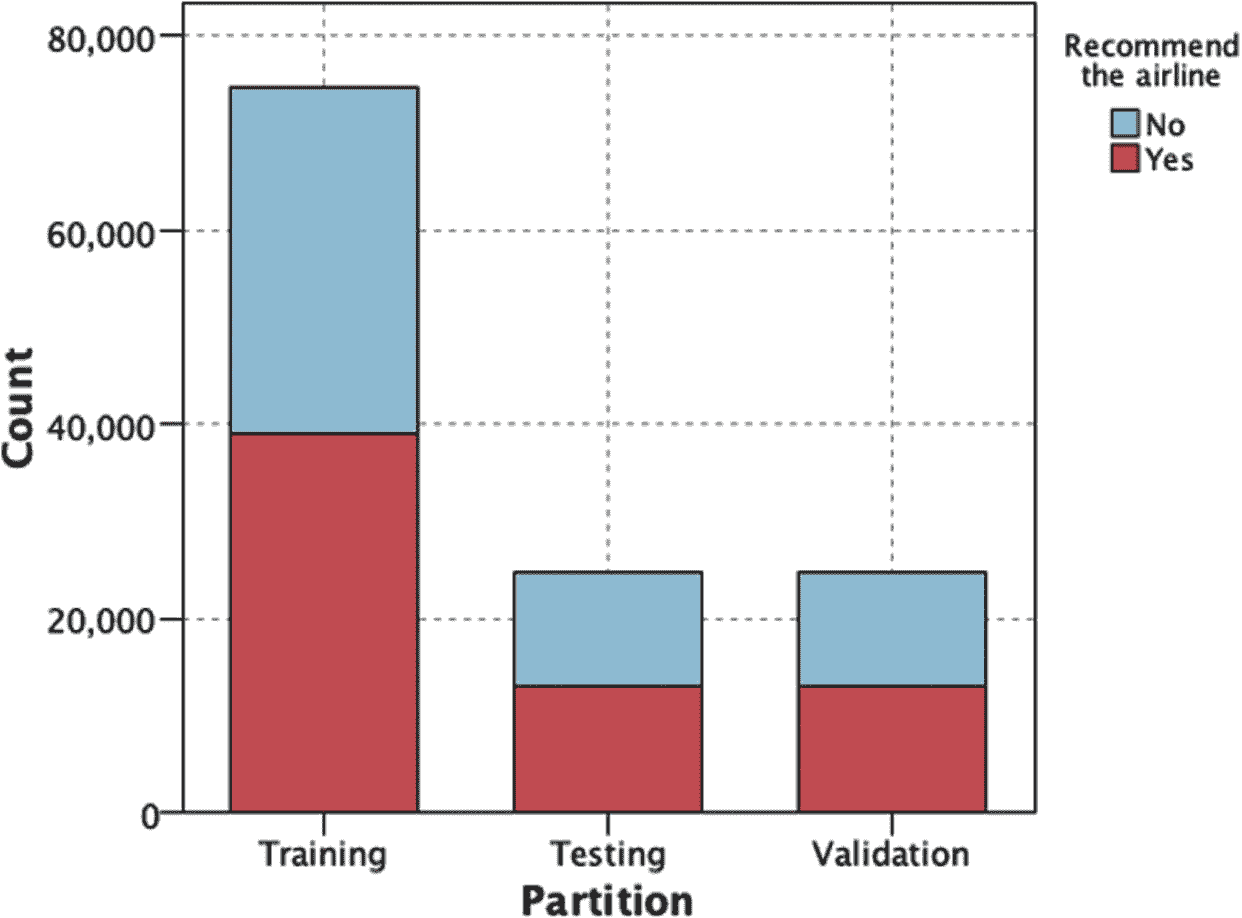 80,000
60,000
40,000
20,000
0
Count
Training
Testing
Validation
Partition
Recommend
the airline
No
Yes